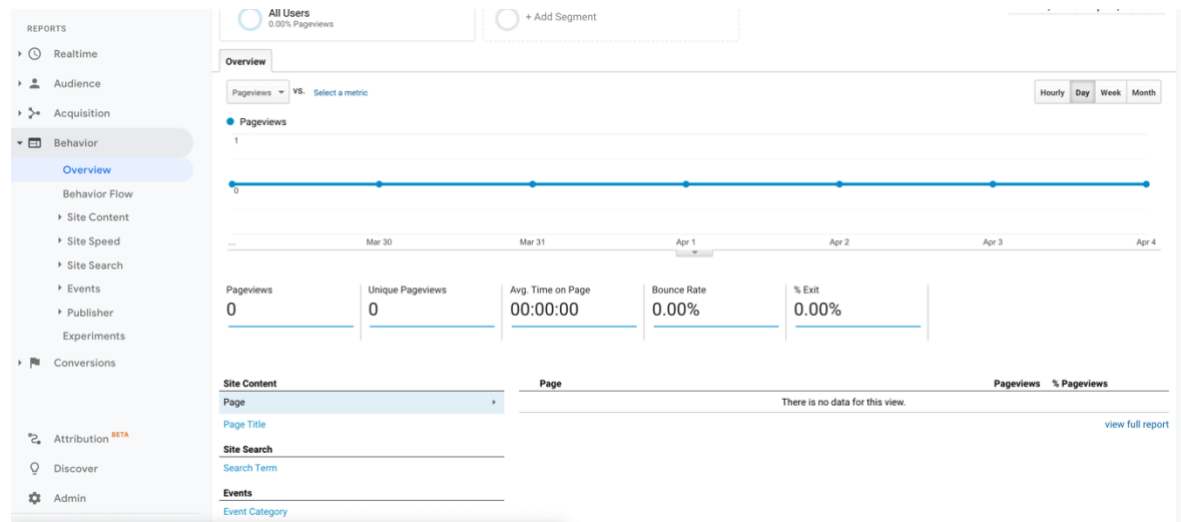 REPORTS
Realtime
Audience
Acquisition
Behavior
Overview
Behavior Flow
Site Content
Site Speed
Site Search
Events
Publisher
Experiments
Conversions
Attribution BETA
Discover
Admin
All Users
0.00% Pageviews
+ Add Segment
Overview
Pageviews VS. Select a metric
Hourly Day Week Month
Pageviews
1
0
... Mar 30 Mar 31 Apr 1 Apr 2 Apr 3 Apr 4
Pageviews Unique Pageviews Avg. Time on Page Bounce Rate % Exit
0 0 00:00:00 0.00% 0.00%
Site Content
Page
Page Title
Site Search
Search Term
Events
Event Category
Page Pageviews % Pageviews
There is no data for this view.
view full report